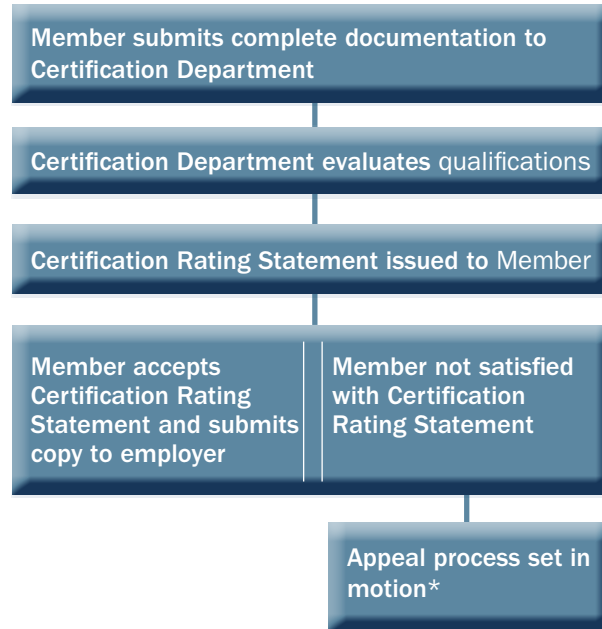 Member submits complete documentation to
Certification Department
Certification Department evaluates qualifications
Certification Rating Statement issued to Member
Member accepts
Certification Rating
Statement and submits
copy to employer
Member not satisfied
with Certification
Rating Statement
Appeal process set in
motion*